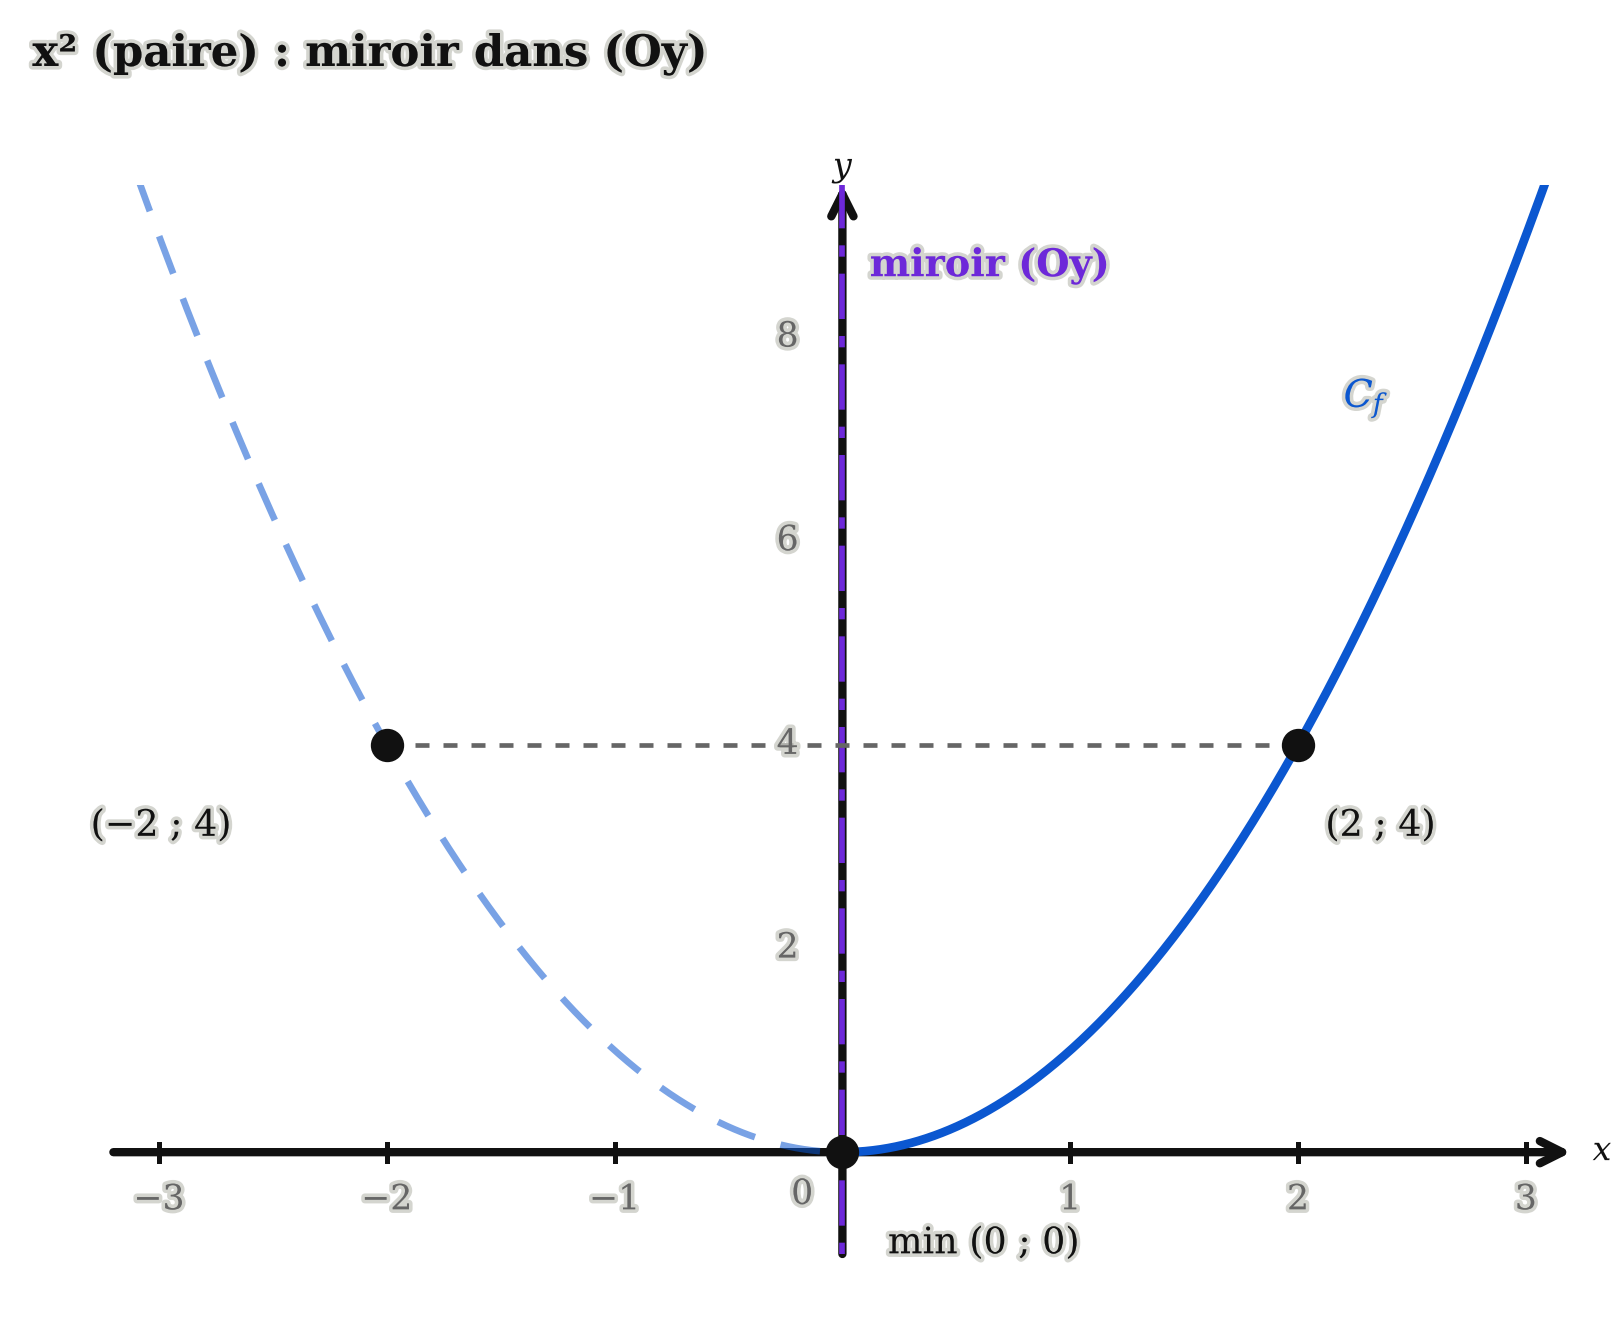 x² (paire) : miroir dans (Oy)
y
miroir (Oy)
8
C_f
6
4
(−2 ; 4)
(2 ; 4)
2
x
−3
−2
−1
0
1
2
3
min (0 ; 0)